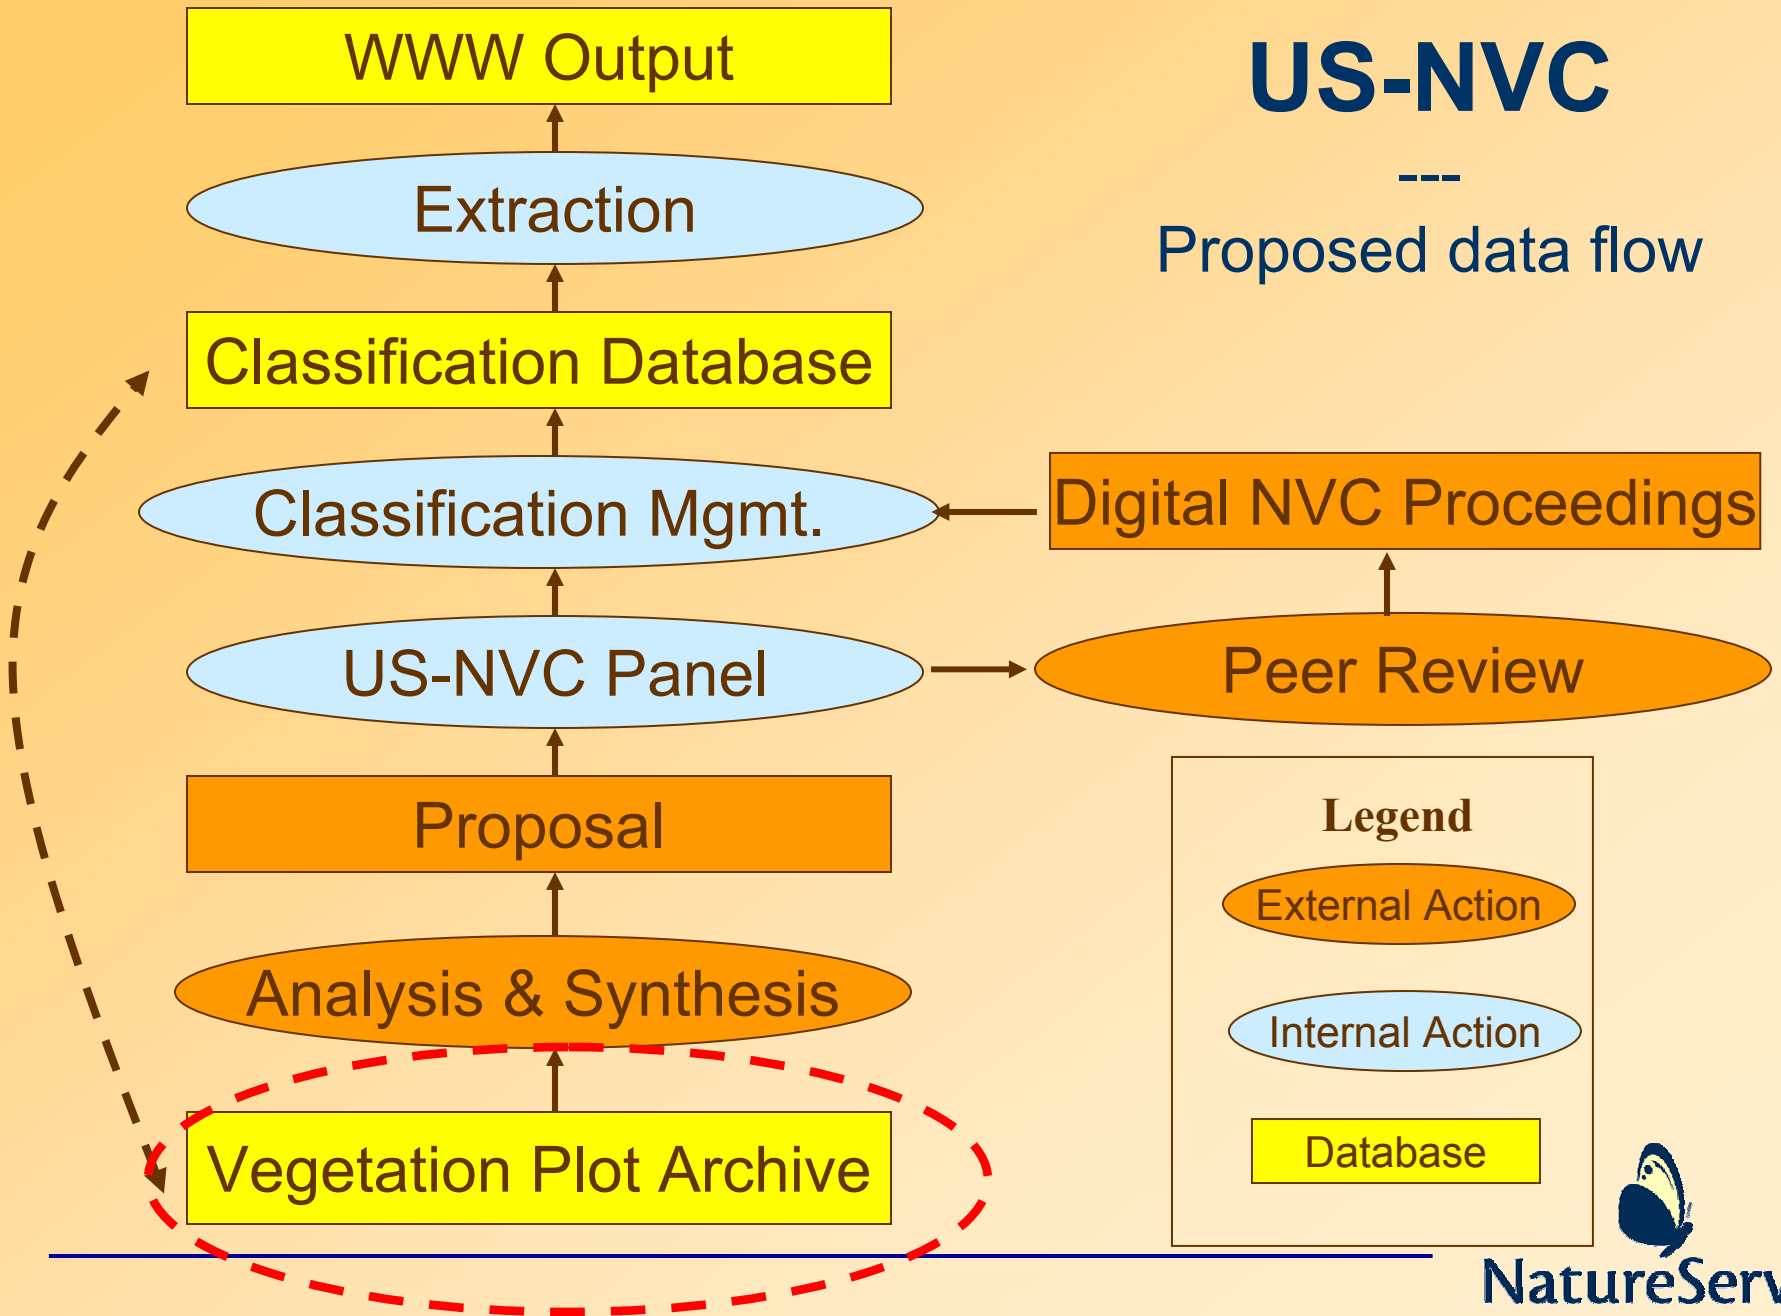 US-NVC
---
Proposed data flow
WWW Output
Extraction
Classification Database
Classification Mgmt.
Digital NVC Proceedings
US-NVC Panel
Peer Review
Proposal
Analysis & Synthesis
Vegetation Plot Archive
Legend
External Action
Internal Action
Database
NatureServ